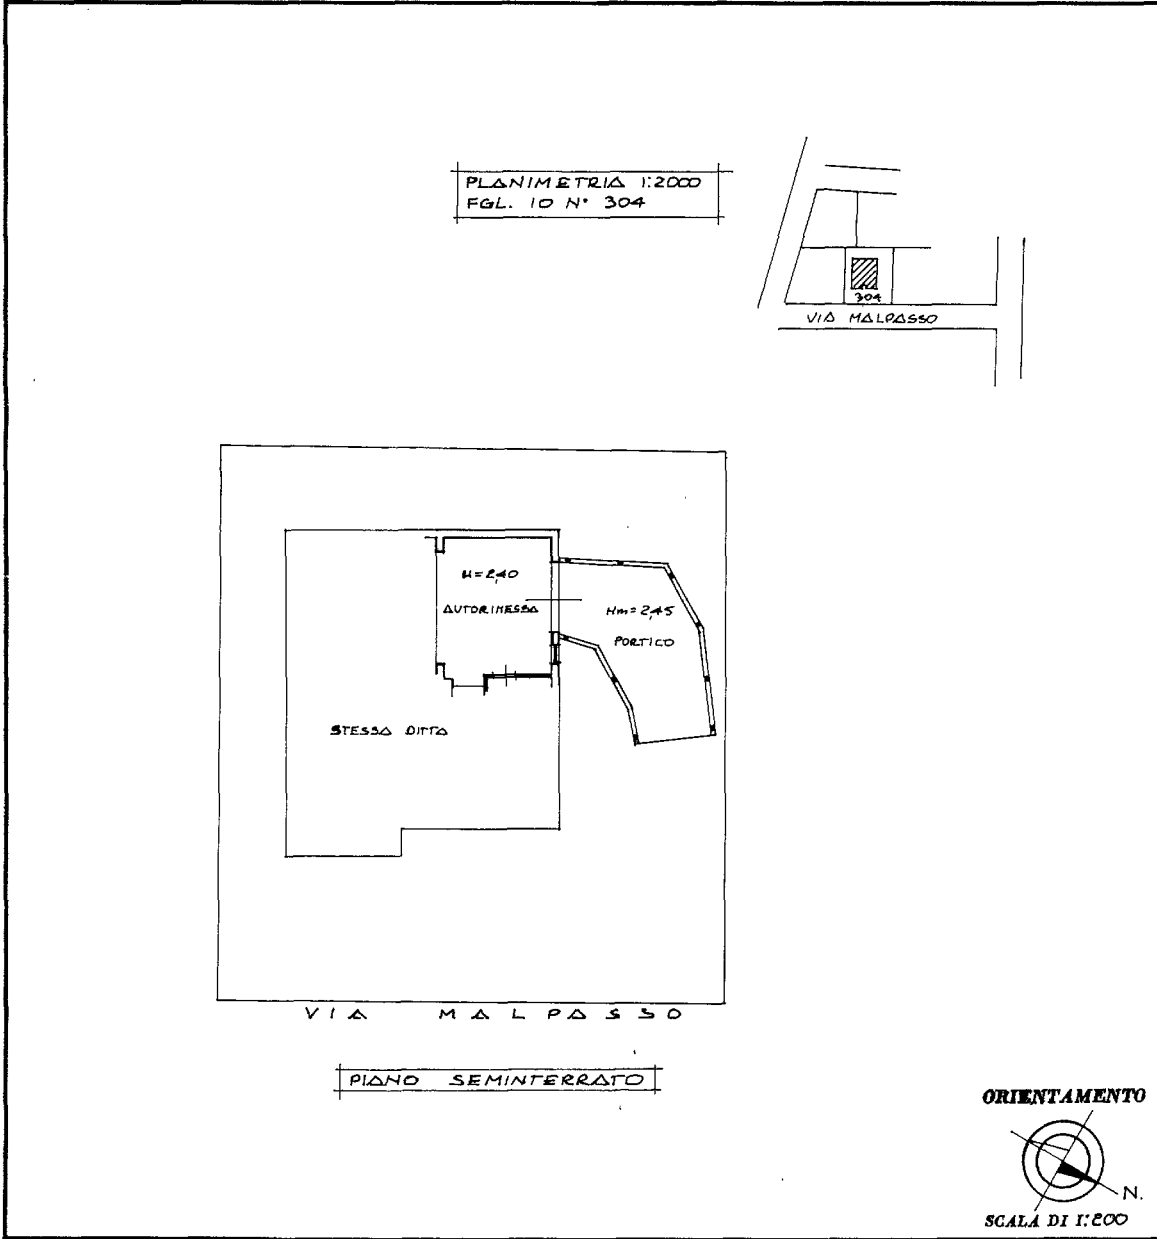 PLANIMETRIA 1:2000
FGL. 10 N° 304
304
VIA MALPASSO
H=2,40
AUTORIMESSA
Hm=2,45
PORTICO
STESSA DITTA
VIA MALPASSO
PIANO SEMINTERRATO
ORIENTAMENTO
N.
SCALA DI 1:200